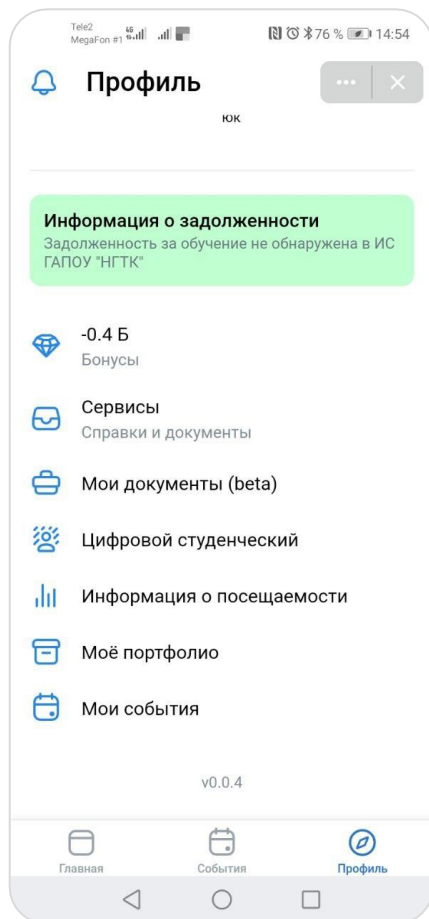 Tele2
MegaFon #1
4G
76 %
14:54
Профиль
юк
Информация о задолженности
Задолженность за обучение не обнаружена в ИС
ГАПОУ "НГТК"
-0.4 Б
Бонусы
Сервисы
Справки и документы
Мои документы (beta)
Цифровой студенческий
Информация о посещаемости
Моё портфолио
Мои события
v0.0.4
Главная
События
Профиль